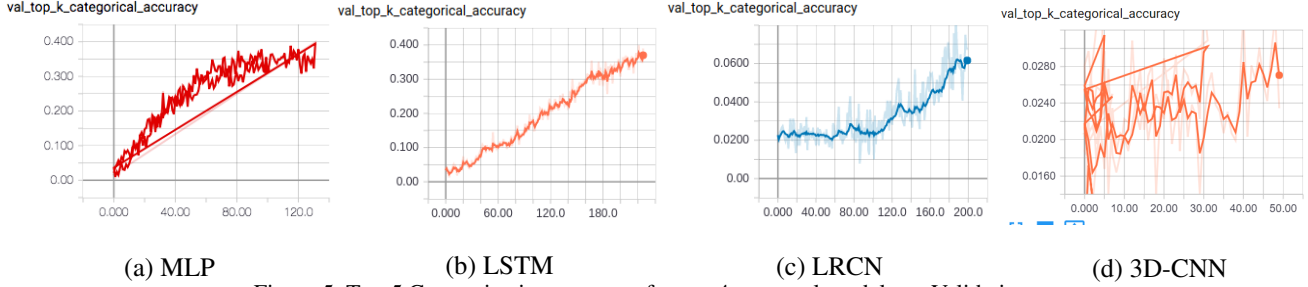 val_top_k_categorical_accuracy
0.400
0.300
0.200
0.100
0.00
0.000 40.00 80.00 120.0
(a) MLP
val_top_k_categorical_accuracy
0.400
0.300
0.200
0.100
0.00
0.000 60.00 120.0 180.0
(b) LSTM
val_top_k_categorical_accuracy
0.0600
0.0400
0.0200
0.00
0.000 40.00 80.00 120.0 160.0 200.0
(c) LRCN
val_top_k_categorical_accuracy
0.0280
0.0240
0.0200
0.0160
0.000 10.00 20.00 30.00 40.00 50.00
(d) 3D-CNN